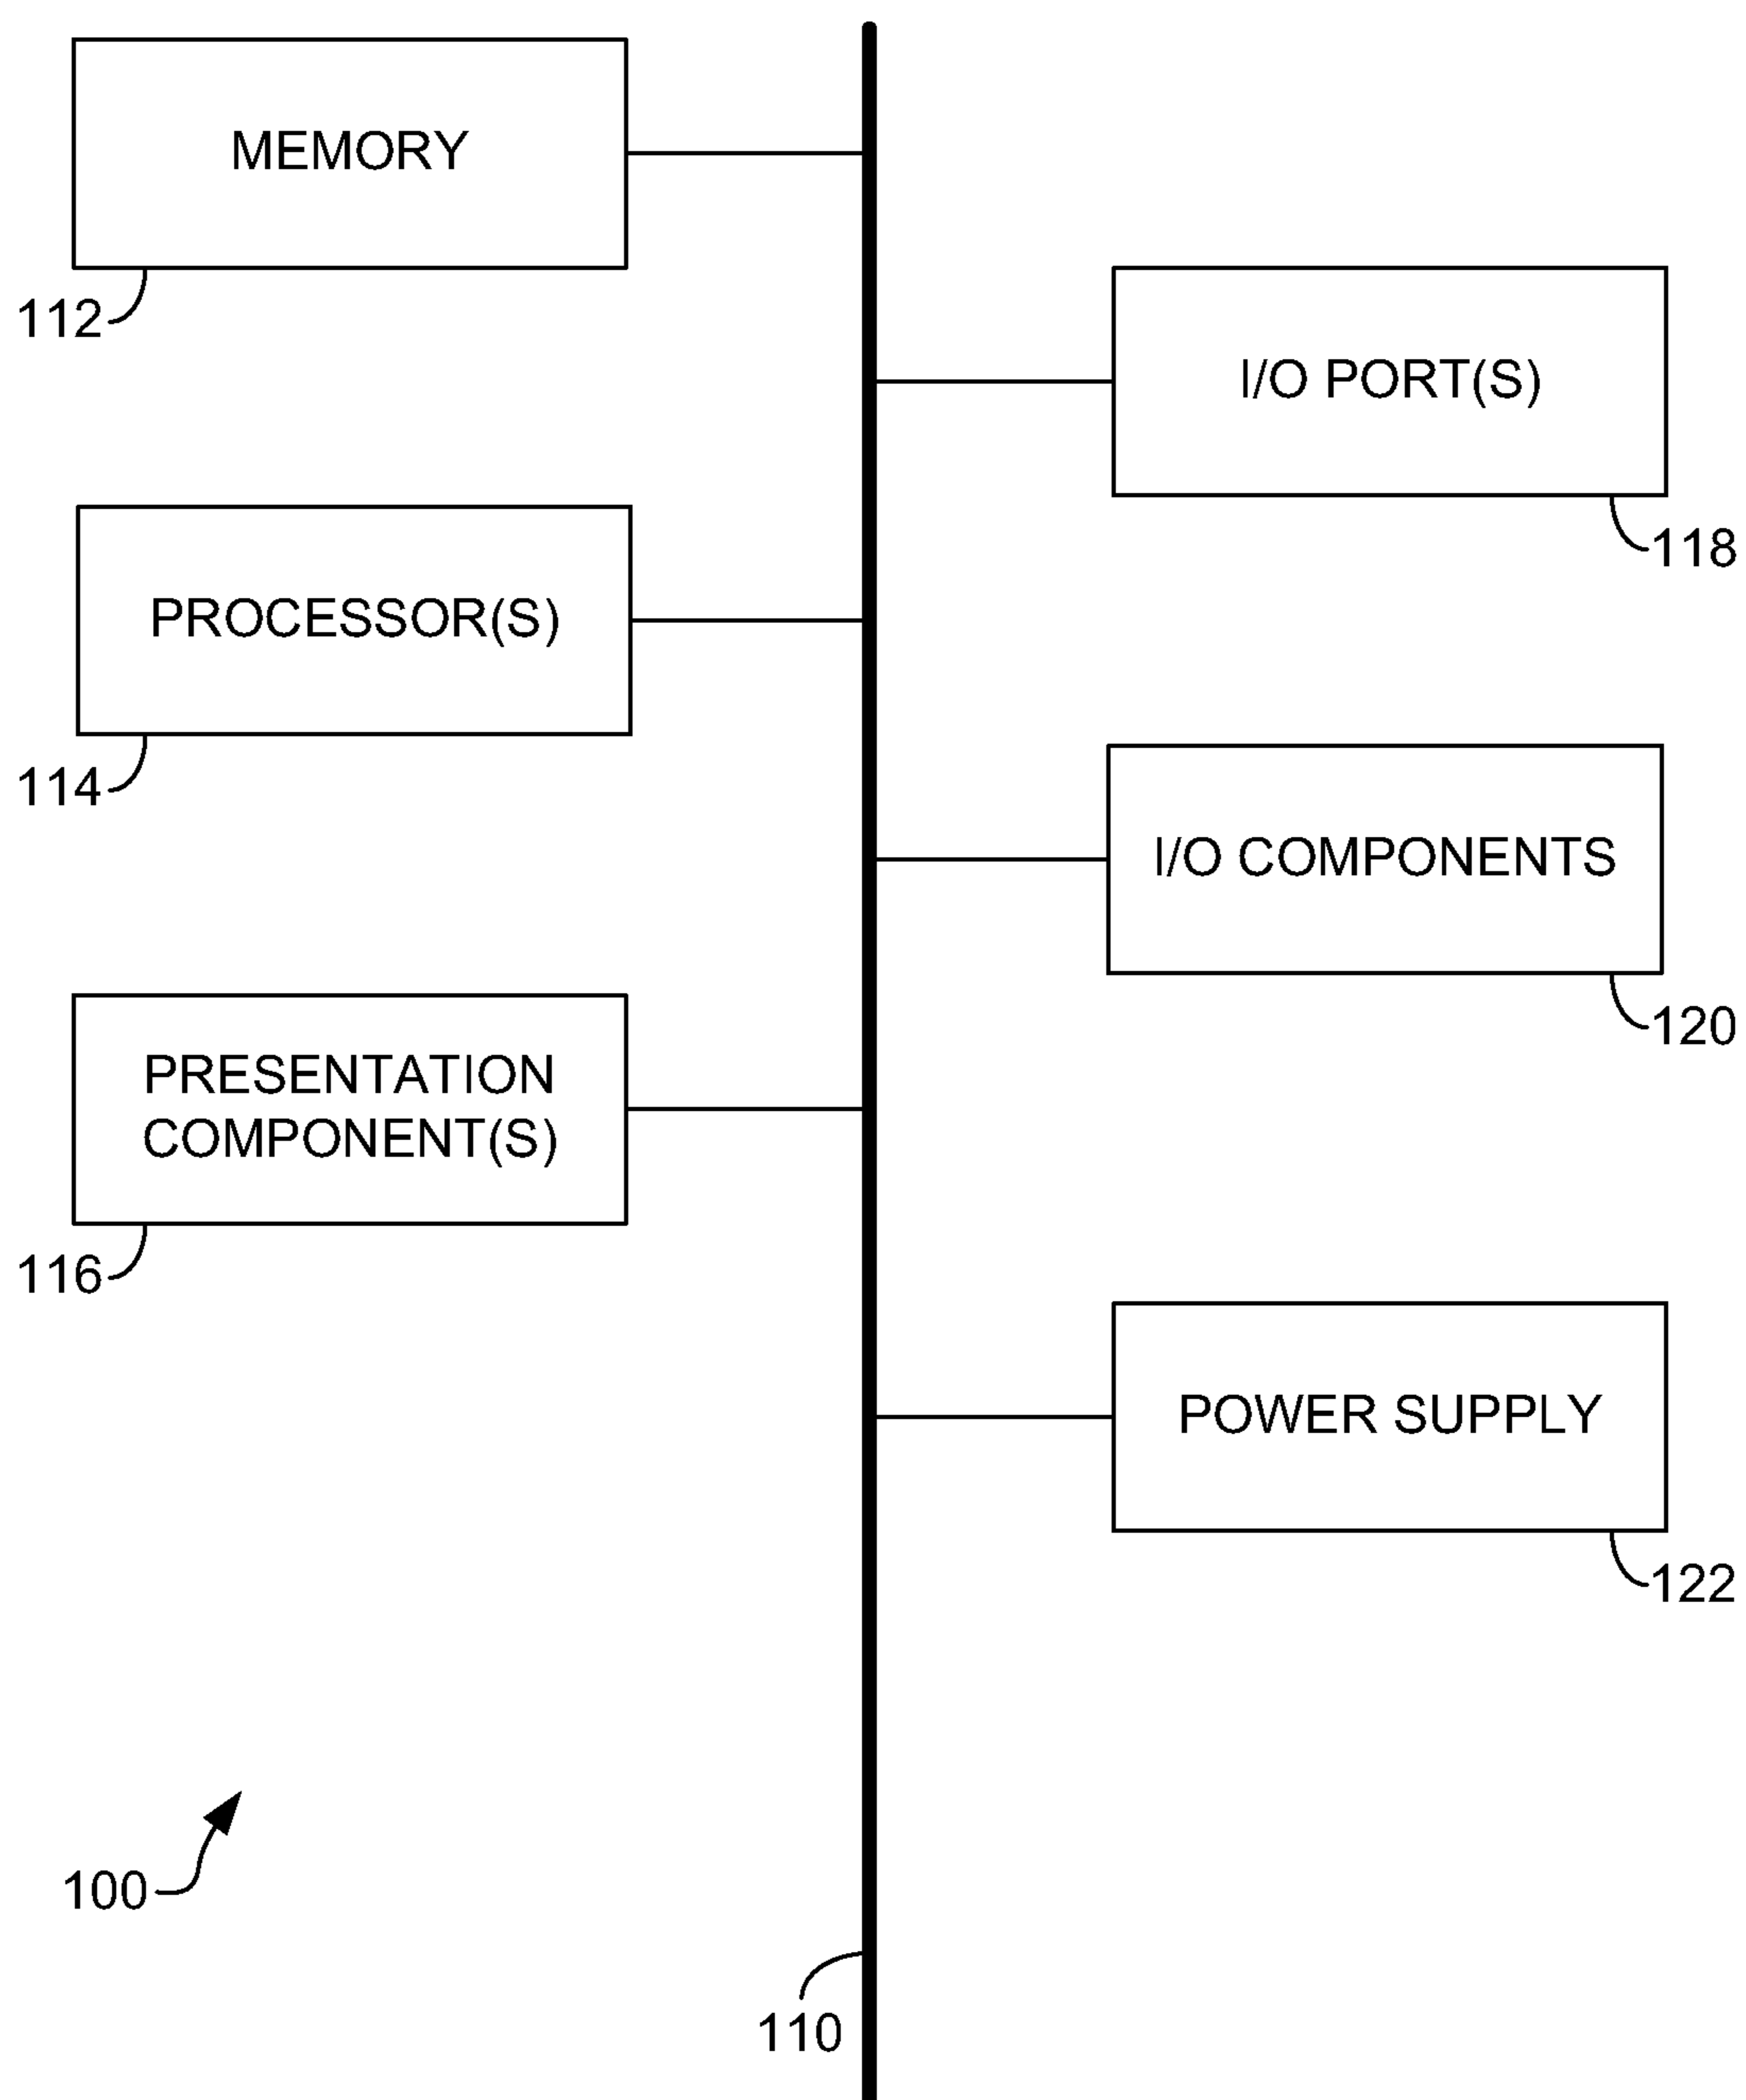 MEMORY
112
I/O PORT(S)
118
PROCESSOR(S)
114
I/O COMPONENTS
120
PRESENTATION
COMPONENT(S)
116
POWER SUPPLY
122
100
110